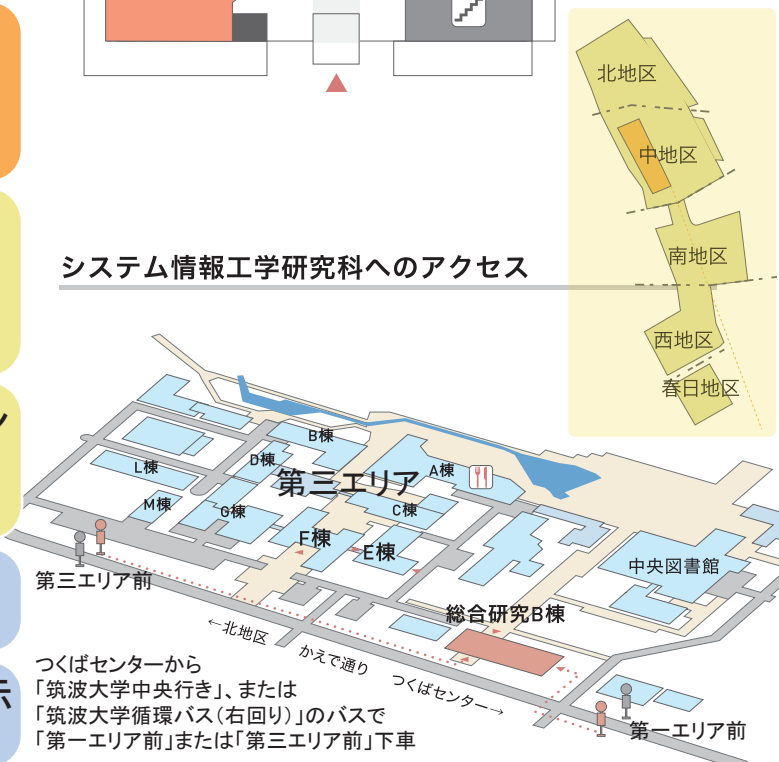 北地区
中地区
南地区
西地区
春日地区
システム情報工学研究科へのアクセス
ン
示
B棟
D棟
L棟
M棟
G棟
第三エリア
A棟
C棟
F棟
E棟
中央図書館
総合研究B棟
第三エリア前
←北地区
かえで通り
つくばセンター→
第一エリア前
つくばセンターから
「筑波大学中央行き」、または
「筑波大学循環バス(右回り)」のバスで
「第一エリア前」または「第三エリア前」下車